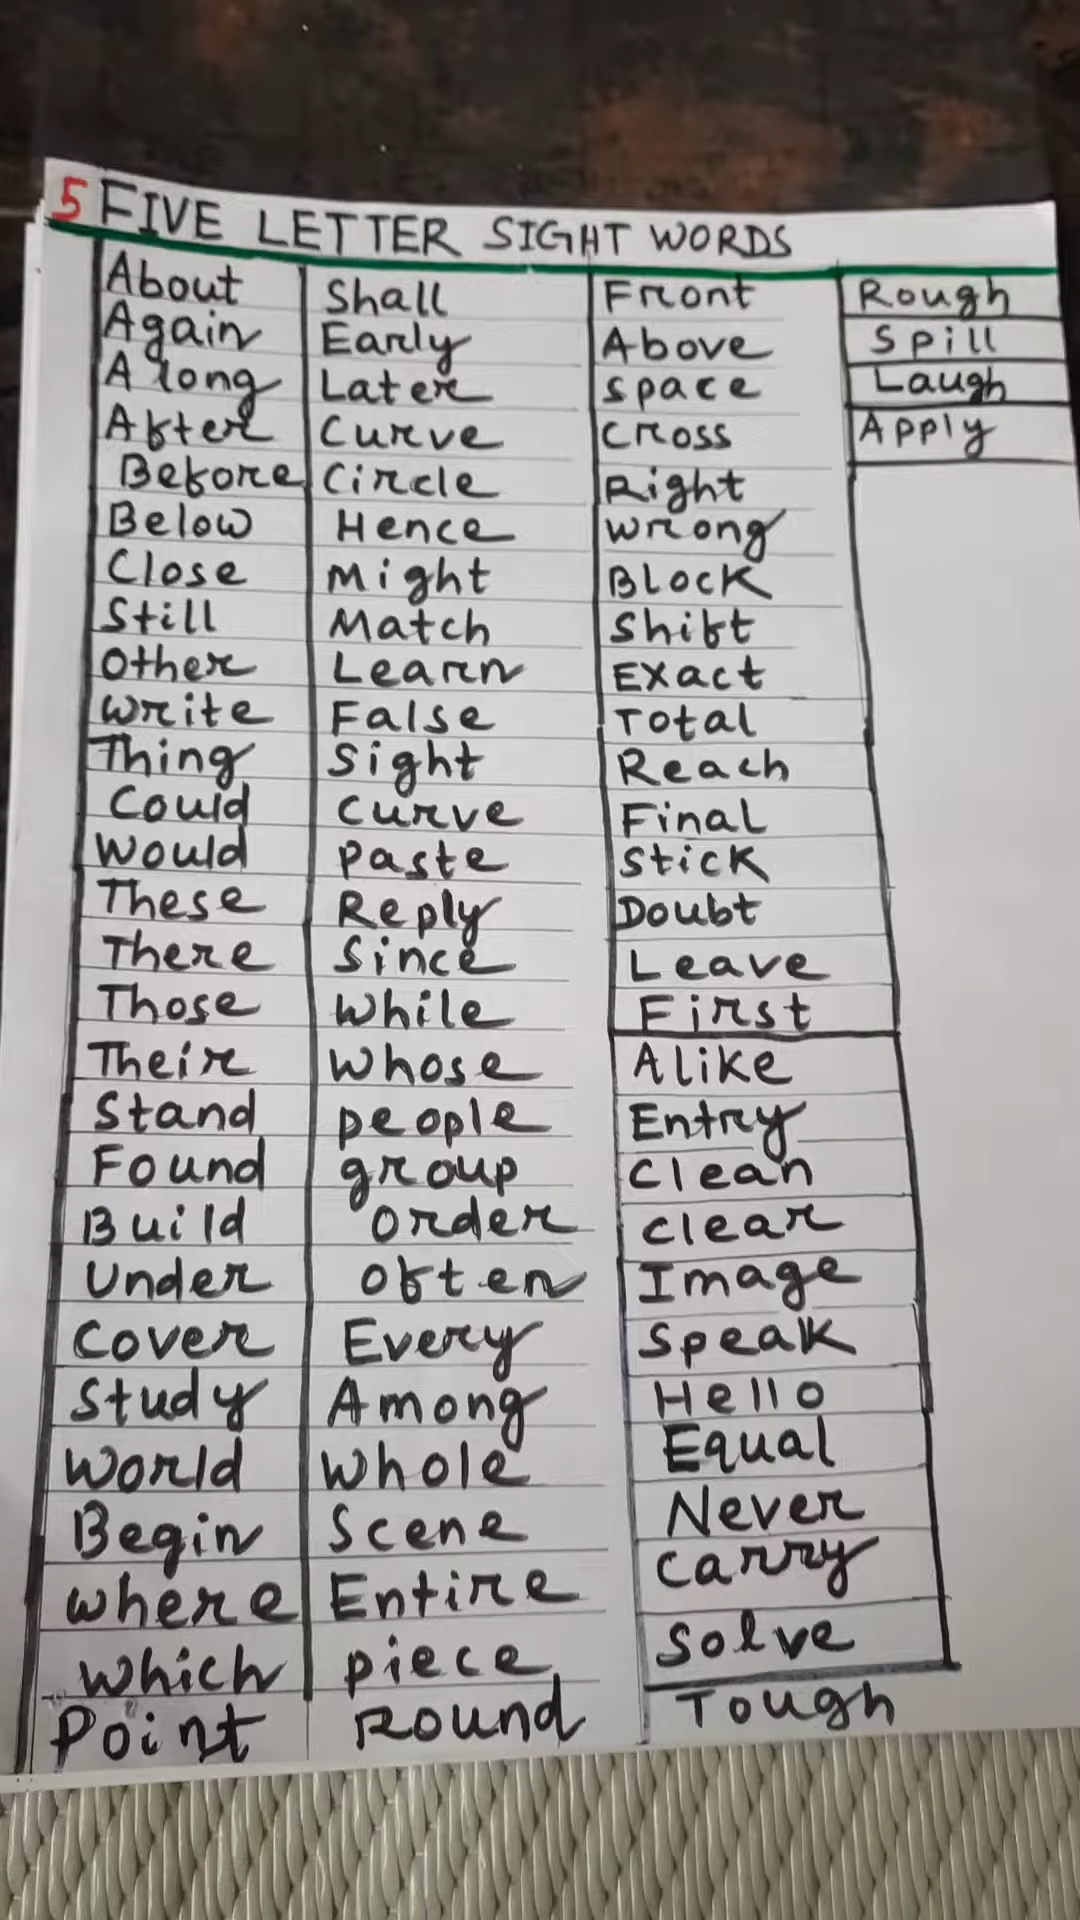 5 FIVE LETTER SIGHT WORDS
About
Again
Along
After
Before
Below
Close
Still
Other
Write
Thing
Could
Would
These
There
Those
Their
Stand
Found
Build
Under
Cover
Study
World
Begin
where
which
Point
Shall
Early
Later
Curve
Circle
Hence
Might
Match
Learn
False
Sight
Curve
Paste
Reply
Since
While
Whose
people
group
order
often
Every
Among
Whole
Scene
Entire
piece
Round
Front
Above
space
cross
Right
wrong
Block
Shift
Exact
Total
Reach
Final
Stick
Doubt
Leave
First
Alike
Entry
Clean
clear
Image
Speak
Hello
Equal
Never
carry
Solve
Tough
Rough
Spill
Laugh
Apply